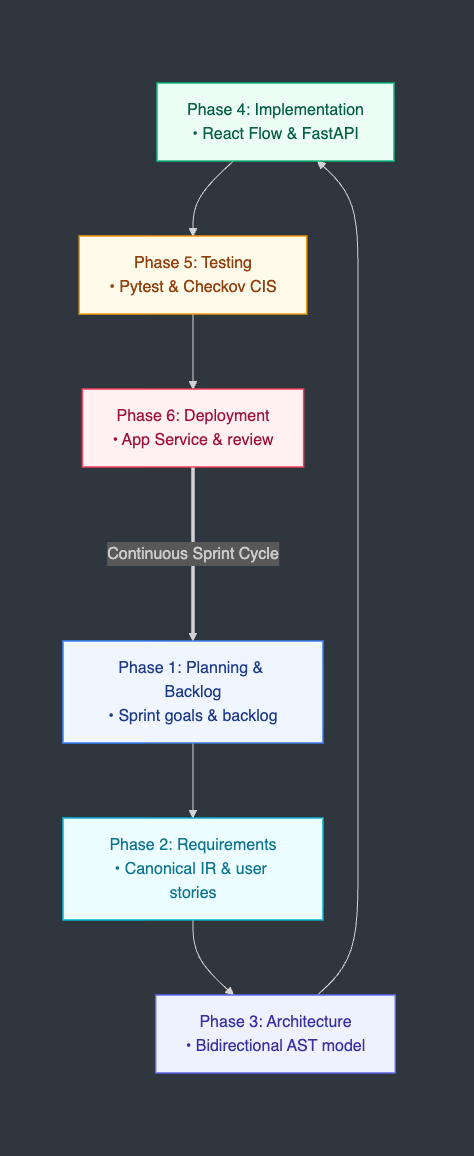 Phase 4: Implementation
• React Flow & FastAPI
Phase 5: Testing
• Pytest & Checkov CIS
Phase 6: Deployment
• App Service & review
Continuous Sprint Cycle
Phase 1: Planning &
Backlog
• Sprint goals & backlog
Phase 2: Requirements
• Canonical IR & user
stories
Phase 3: Architecture
• Bidirectional AST model